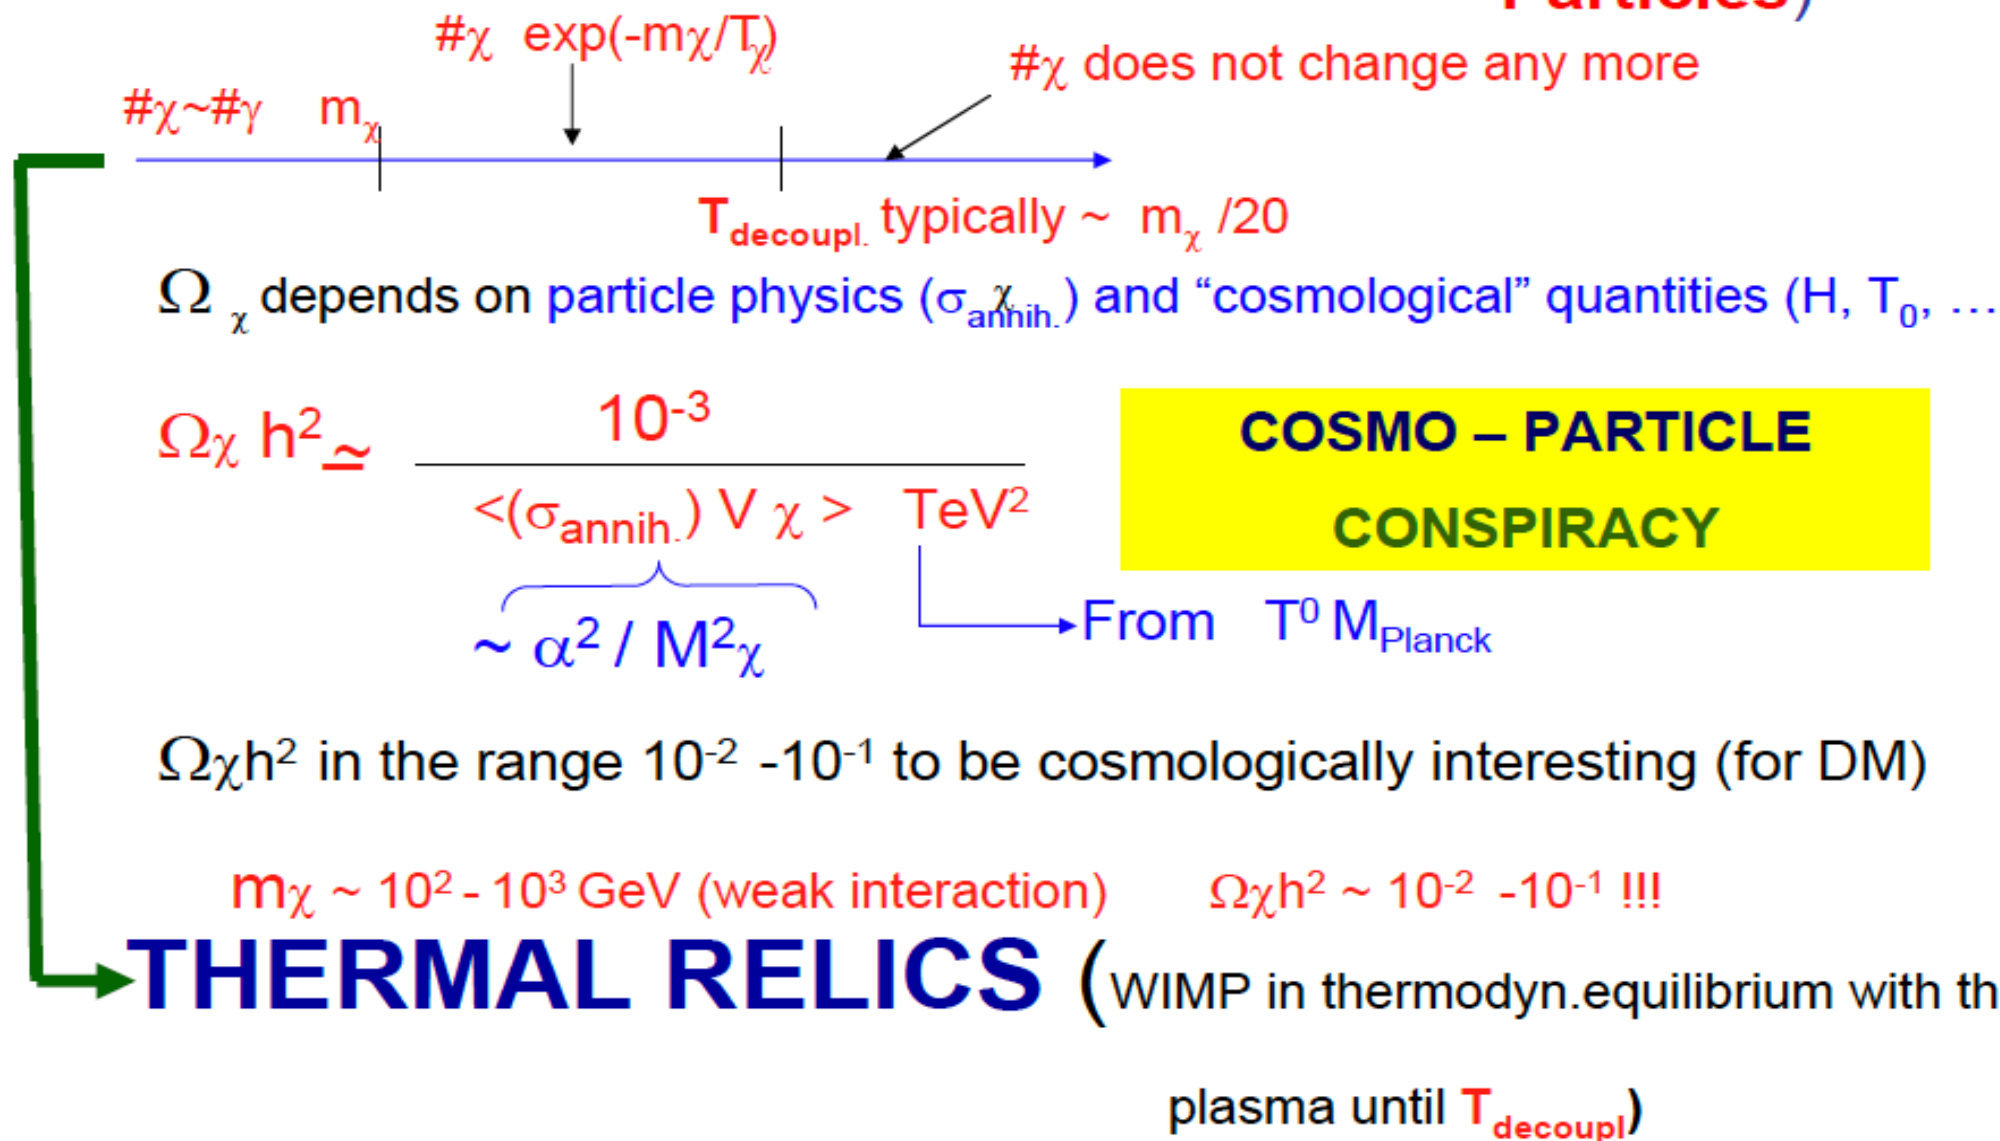 Particles)
#χ exp(-mχ/Tχ)
#χ does not change any more
#χ~#γ mχ
Tdecoupl. typically ~ mχ /20
Ωχ depends on particle physics (σannih.χ) and “cosmological” quantities (H, T0, …
Ωχ h² ≃ 10⁻³
<(σannih.) V χ > TeV²
COSMO – PARTICLE
CONSPIRACY
~ α² / M²χ
From T⁰ MPlanck
Ωχh² in the range 10⁻² -10⁻¹ to be cosmologically interesting (for DM)
mχ ~ 10² - 10³ GeV (weak interaction) Ωχh² ~ 10⁻² -10⁻¹ !!!
THERMAL RELICS (WIMP in thermodyn.equilibrium with th
plasma until Tdecoupl)